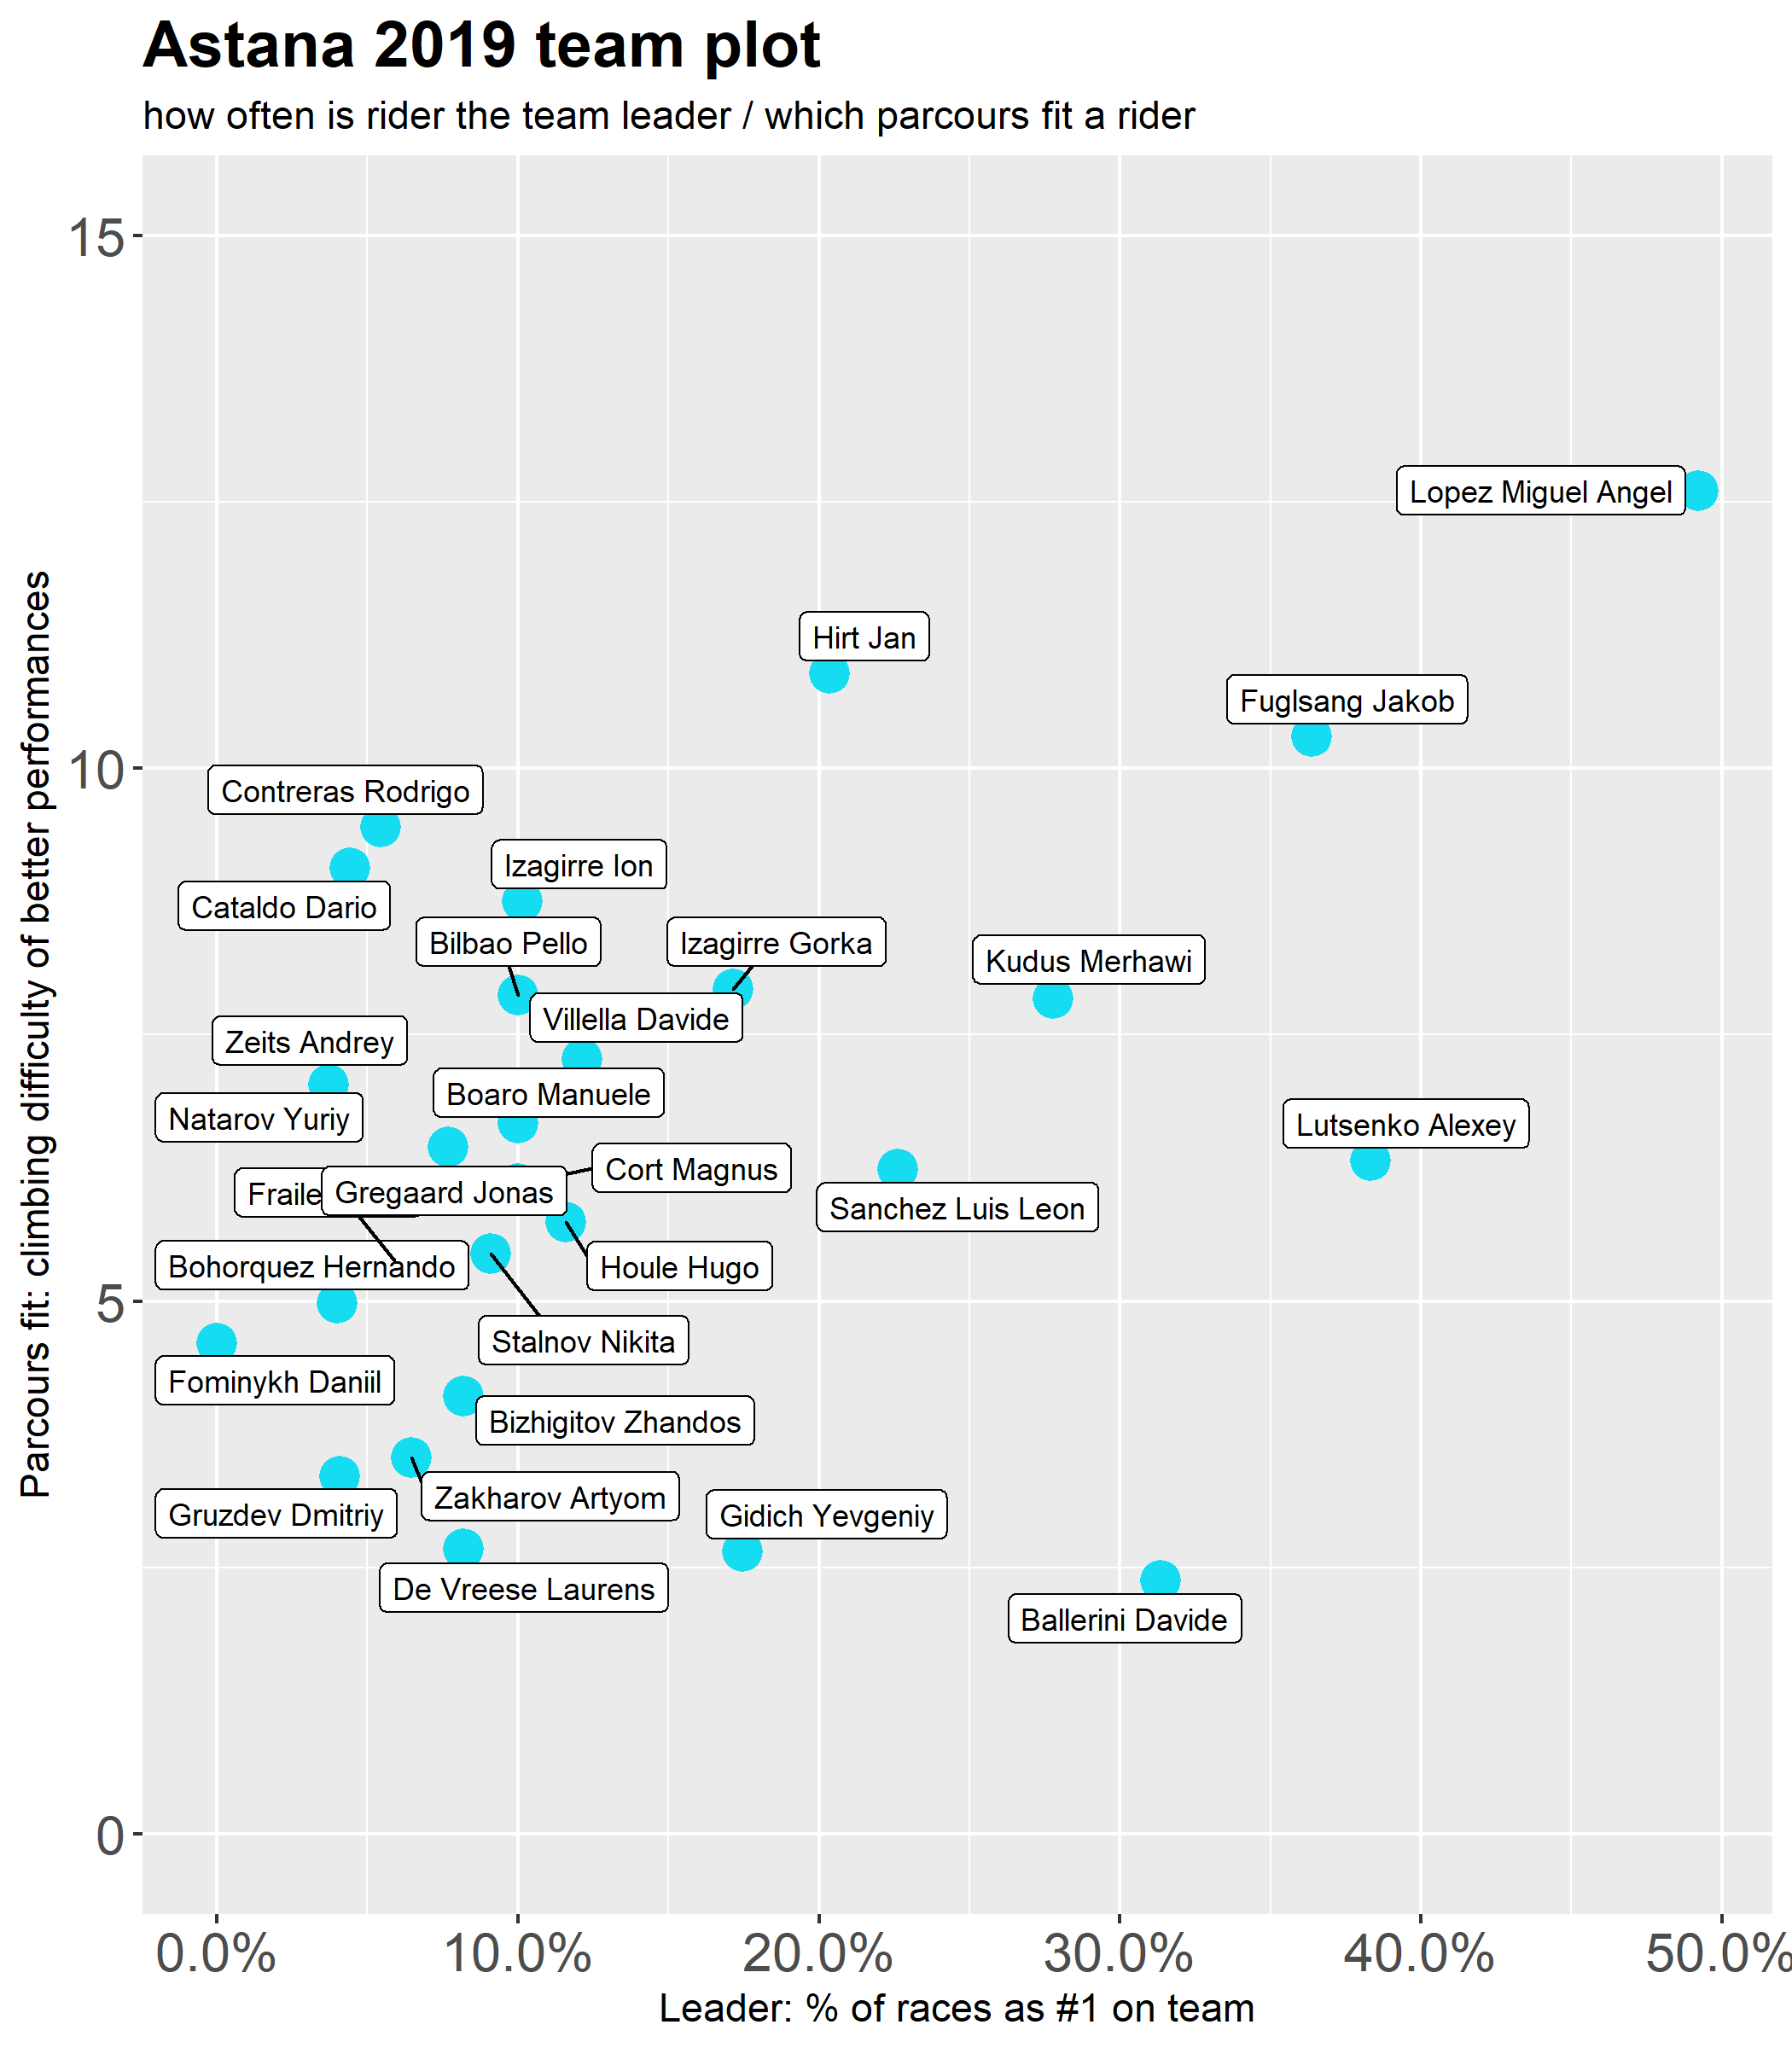 Astana 2019 team plot
how often is rider the team leader / which parcours fit a rider
Parcours fit: climbing difficulty of better performances
15
10
5
0
Lopez Miguel Angel
Hirt Jan
Fuglsang Jakob
Contreras Rodrigo
Izagirre Ion
Cataldo Dario
Bilbao Pello
Izagirre Gorka
Kudus Merhawi
Villella Davide
Zeits Andrey
Boaro Manuele
Natarov Yuriy
Lutsenko Alexey
Cort Magnus
Fraile
Gregaard Jonas
Sanchez Luis Leon
Bohorquez Hernando
Houle Hugo
Stalnov Nikita
Fominykh Daniil
Bizhigitov Zhandos
Zakharov Artyom
Gruzdev Dmitriy
Gidich Yevgeniy
De Vreese Laurens
Ballerini Davide
0.0% 10.0% 20.0% 30.0% 40.0% 50.0%
Leader: % of races as #1 on team